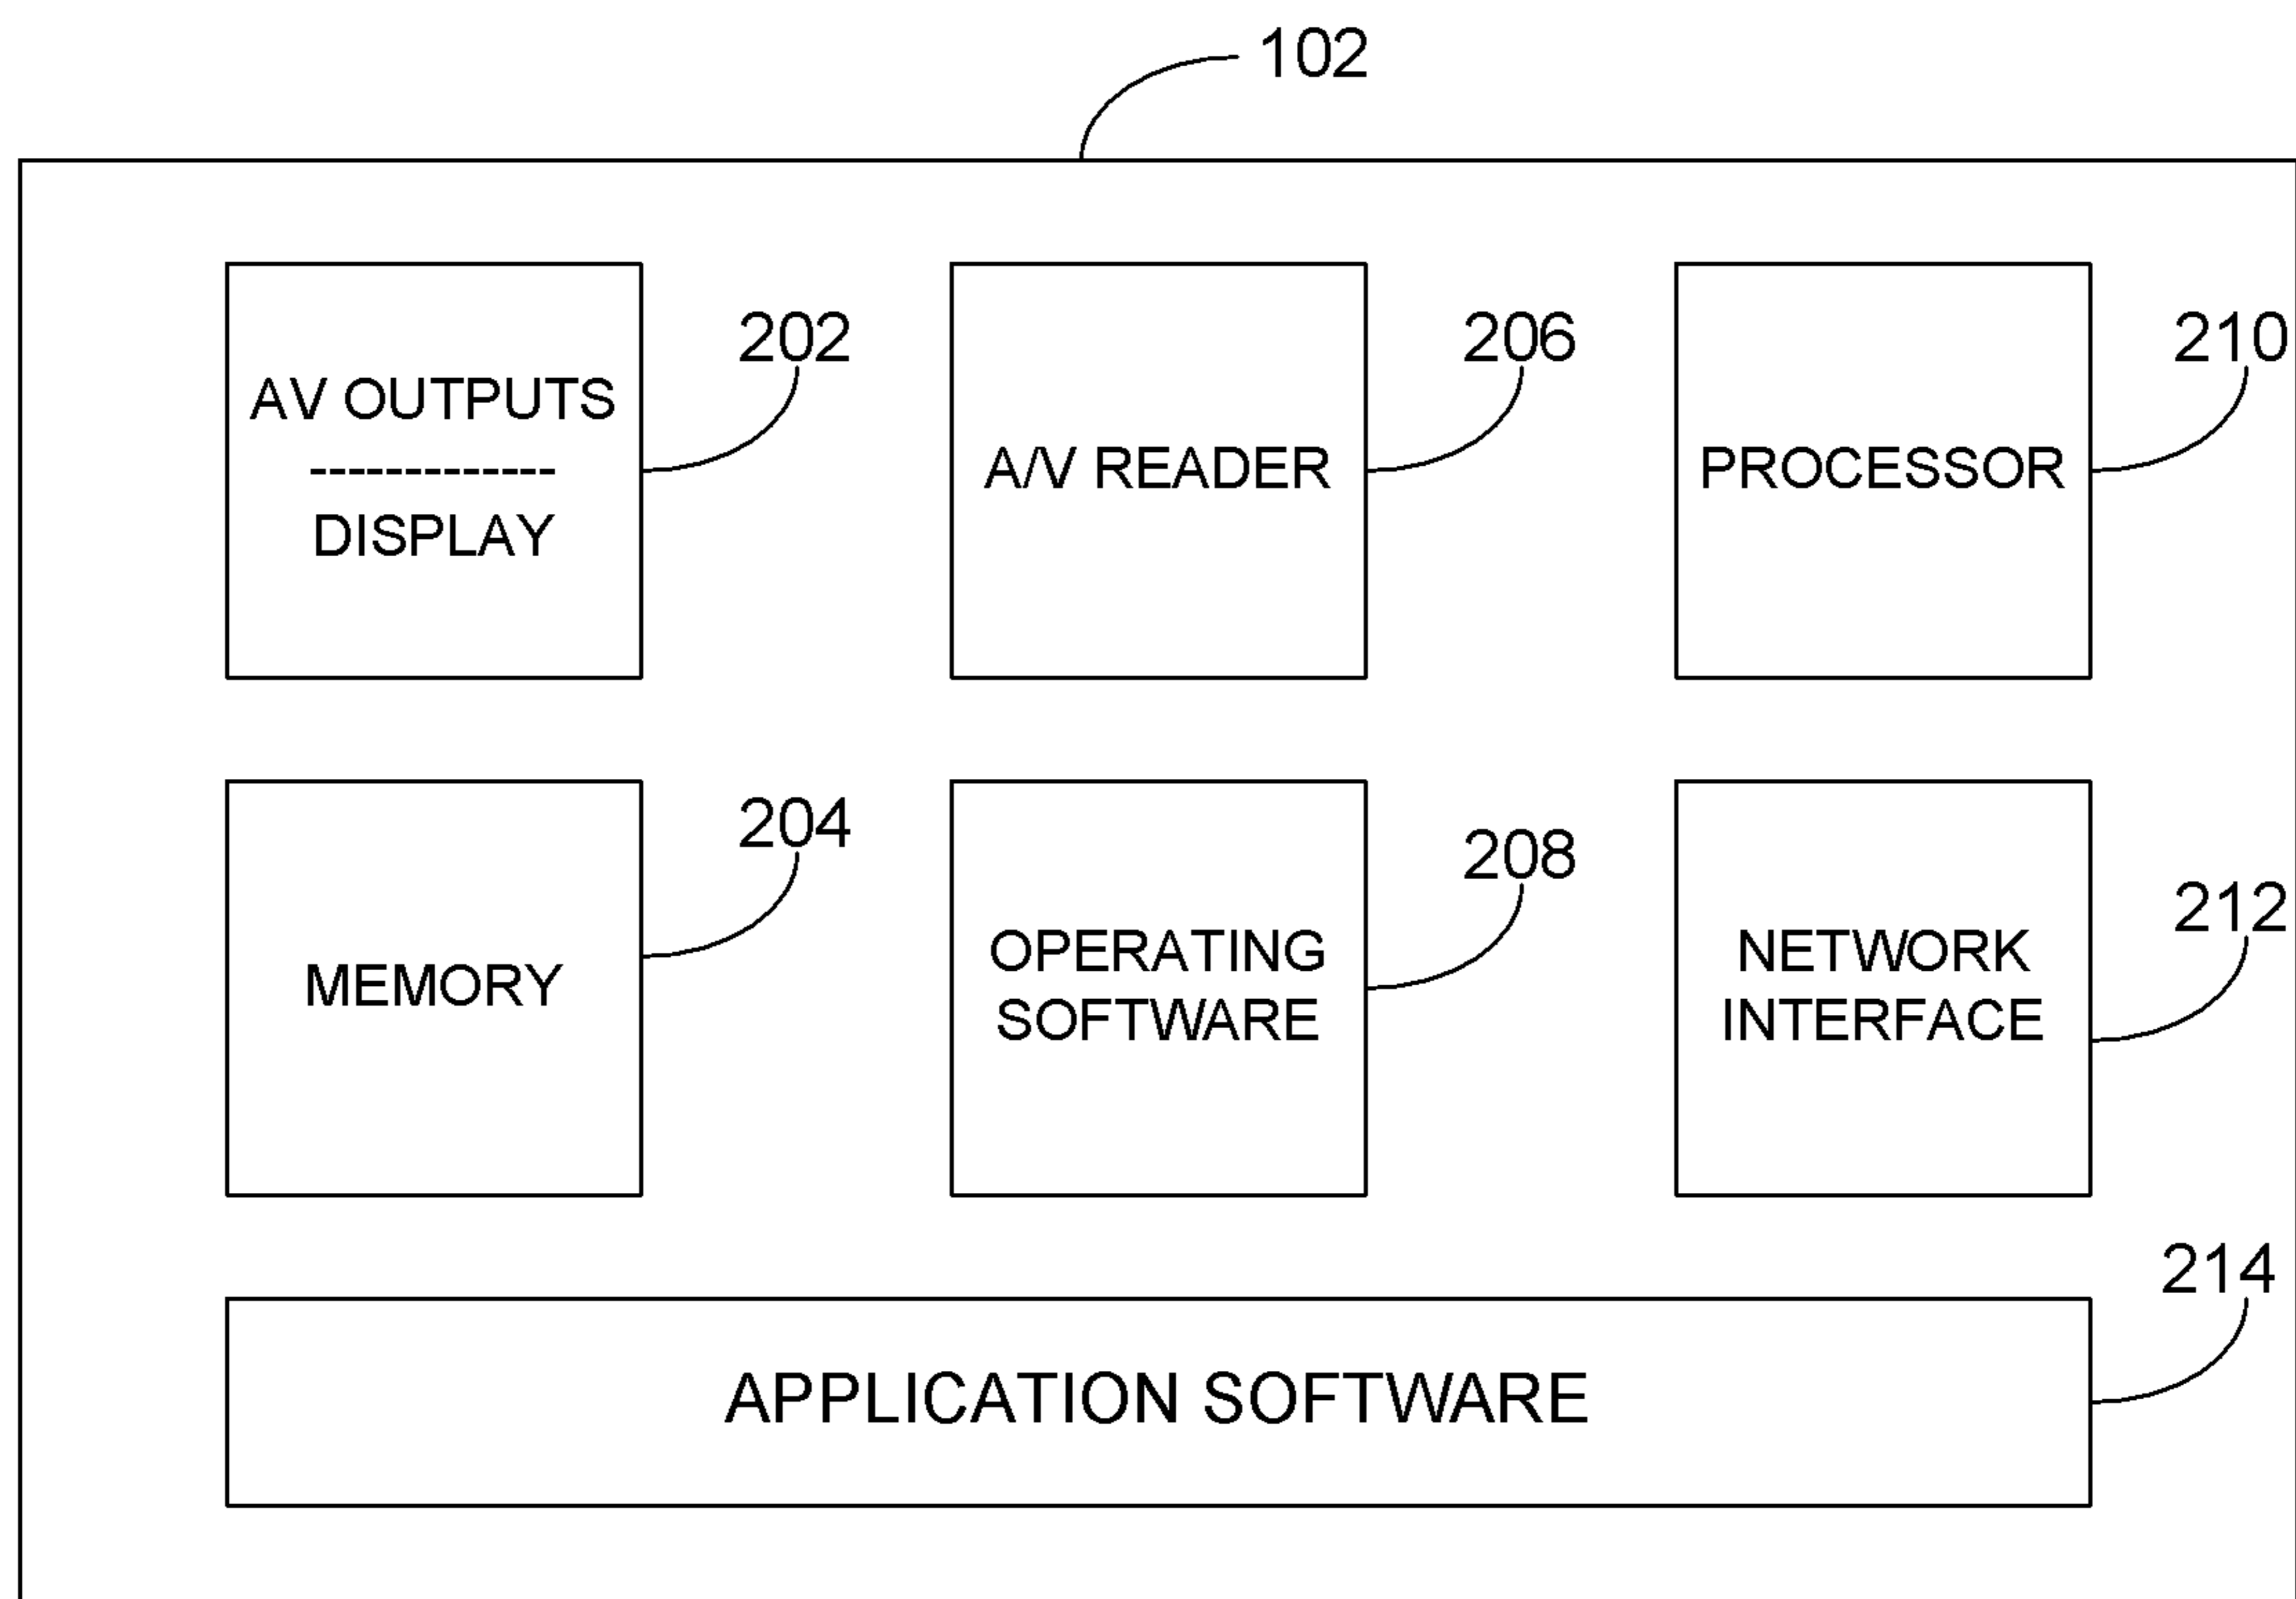 102
AV OUTPUTS
-------------
DISPLAY
202
A/V READER
206
PROCESSOR
210
MEMORY
204
OPERATING
SOFTWARE
208
NETWORK
INTERFACE
212
APPLICATION SOFTWARE
214